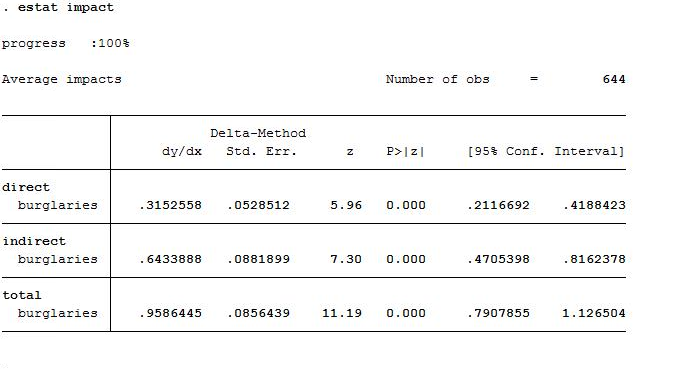 . estat impact
progress :100%
Average impacts Number of obs = 644
Delta-Method
dy/dx Std. Err. z P>|z| [95% Conf. Interval]
direct
burglaries .3152558 .0528512 5.96 0.000 .2116692 .4188423
indirect
burglaries .6433888 .0881899 7.30 0.000 .4705398 .8162378
total
burglaries .9586445 .0856439 11.19 0.000 .7907855 1.126504